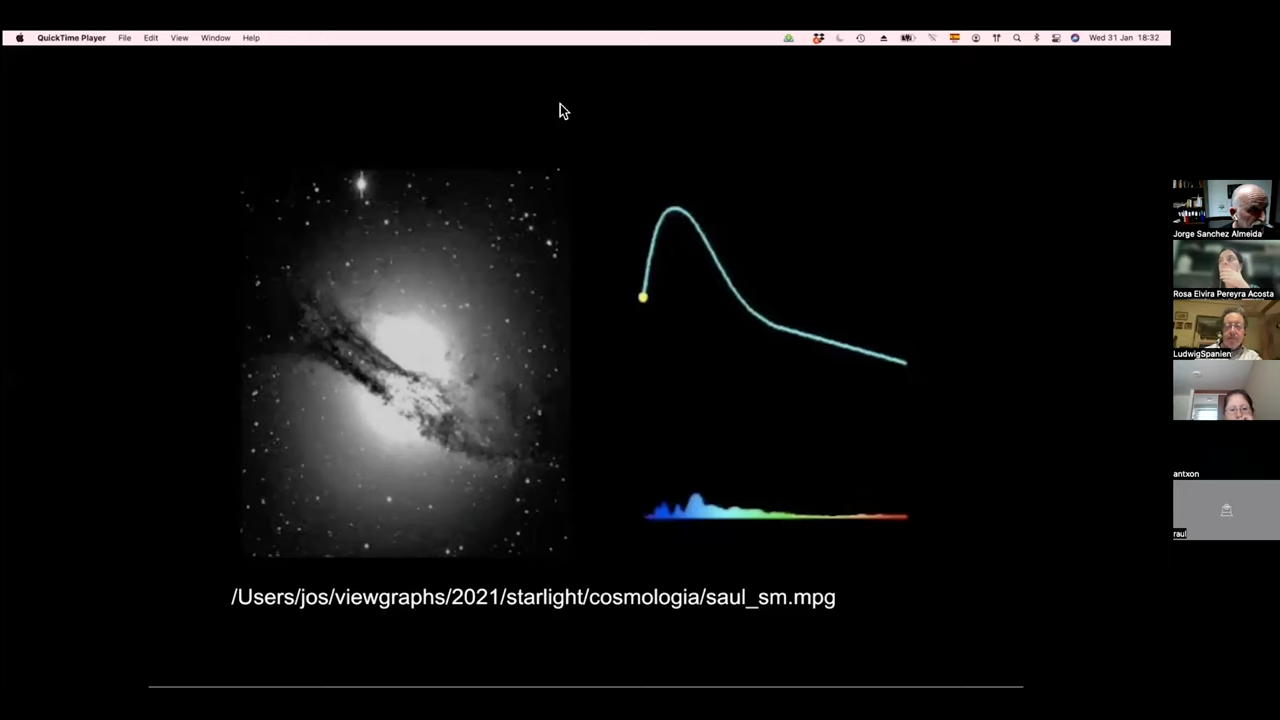 QuickTime Player File Edit View Window Help Wed 31 Jan 18:32
Jorge Sanchez Almeida
Rosa Elvira Pereyra Acosta
LudwigSpanien
antxon
raul
/Users/jos/viewgraphs/2021/starlight/cosmologia/saul_sm.mpg